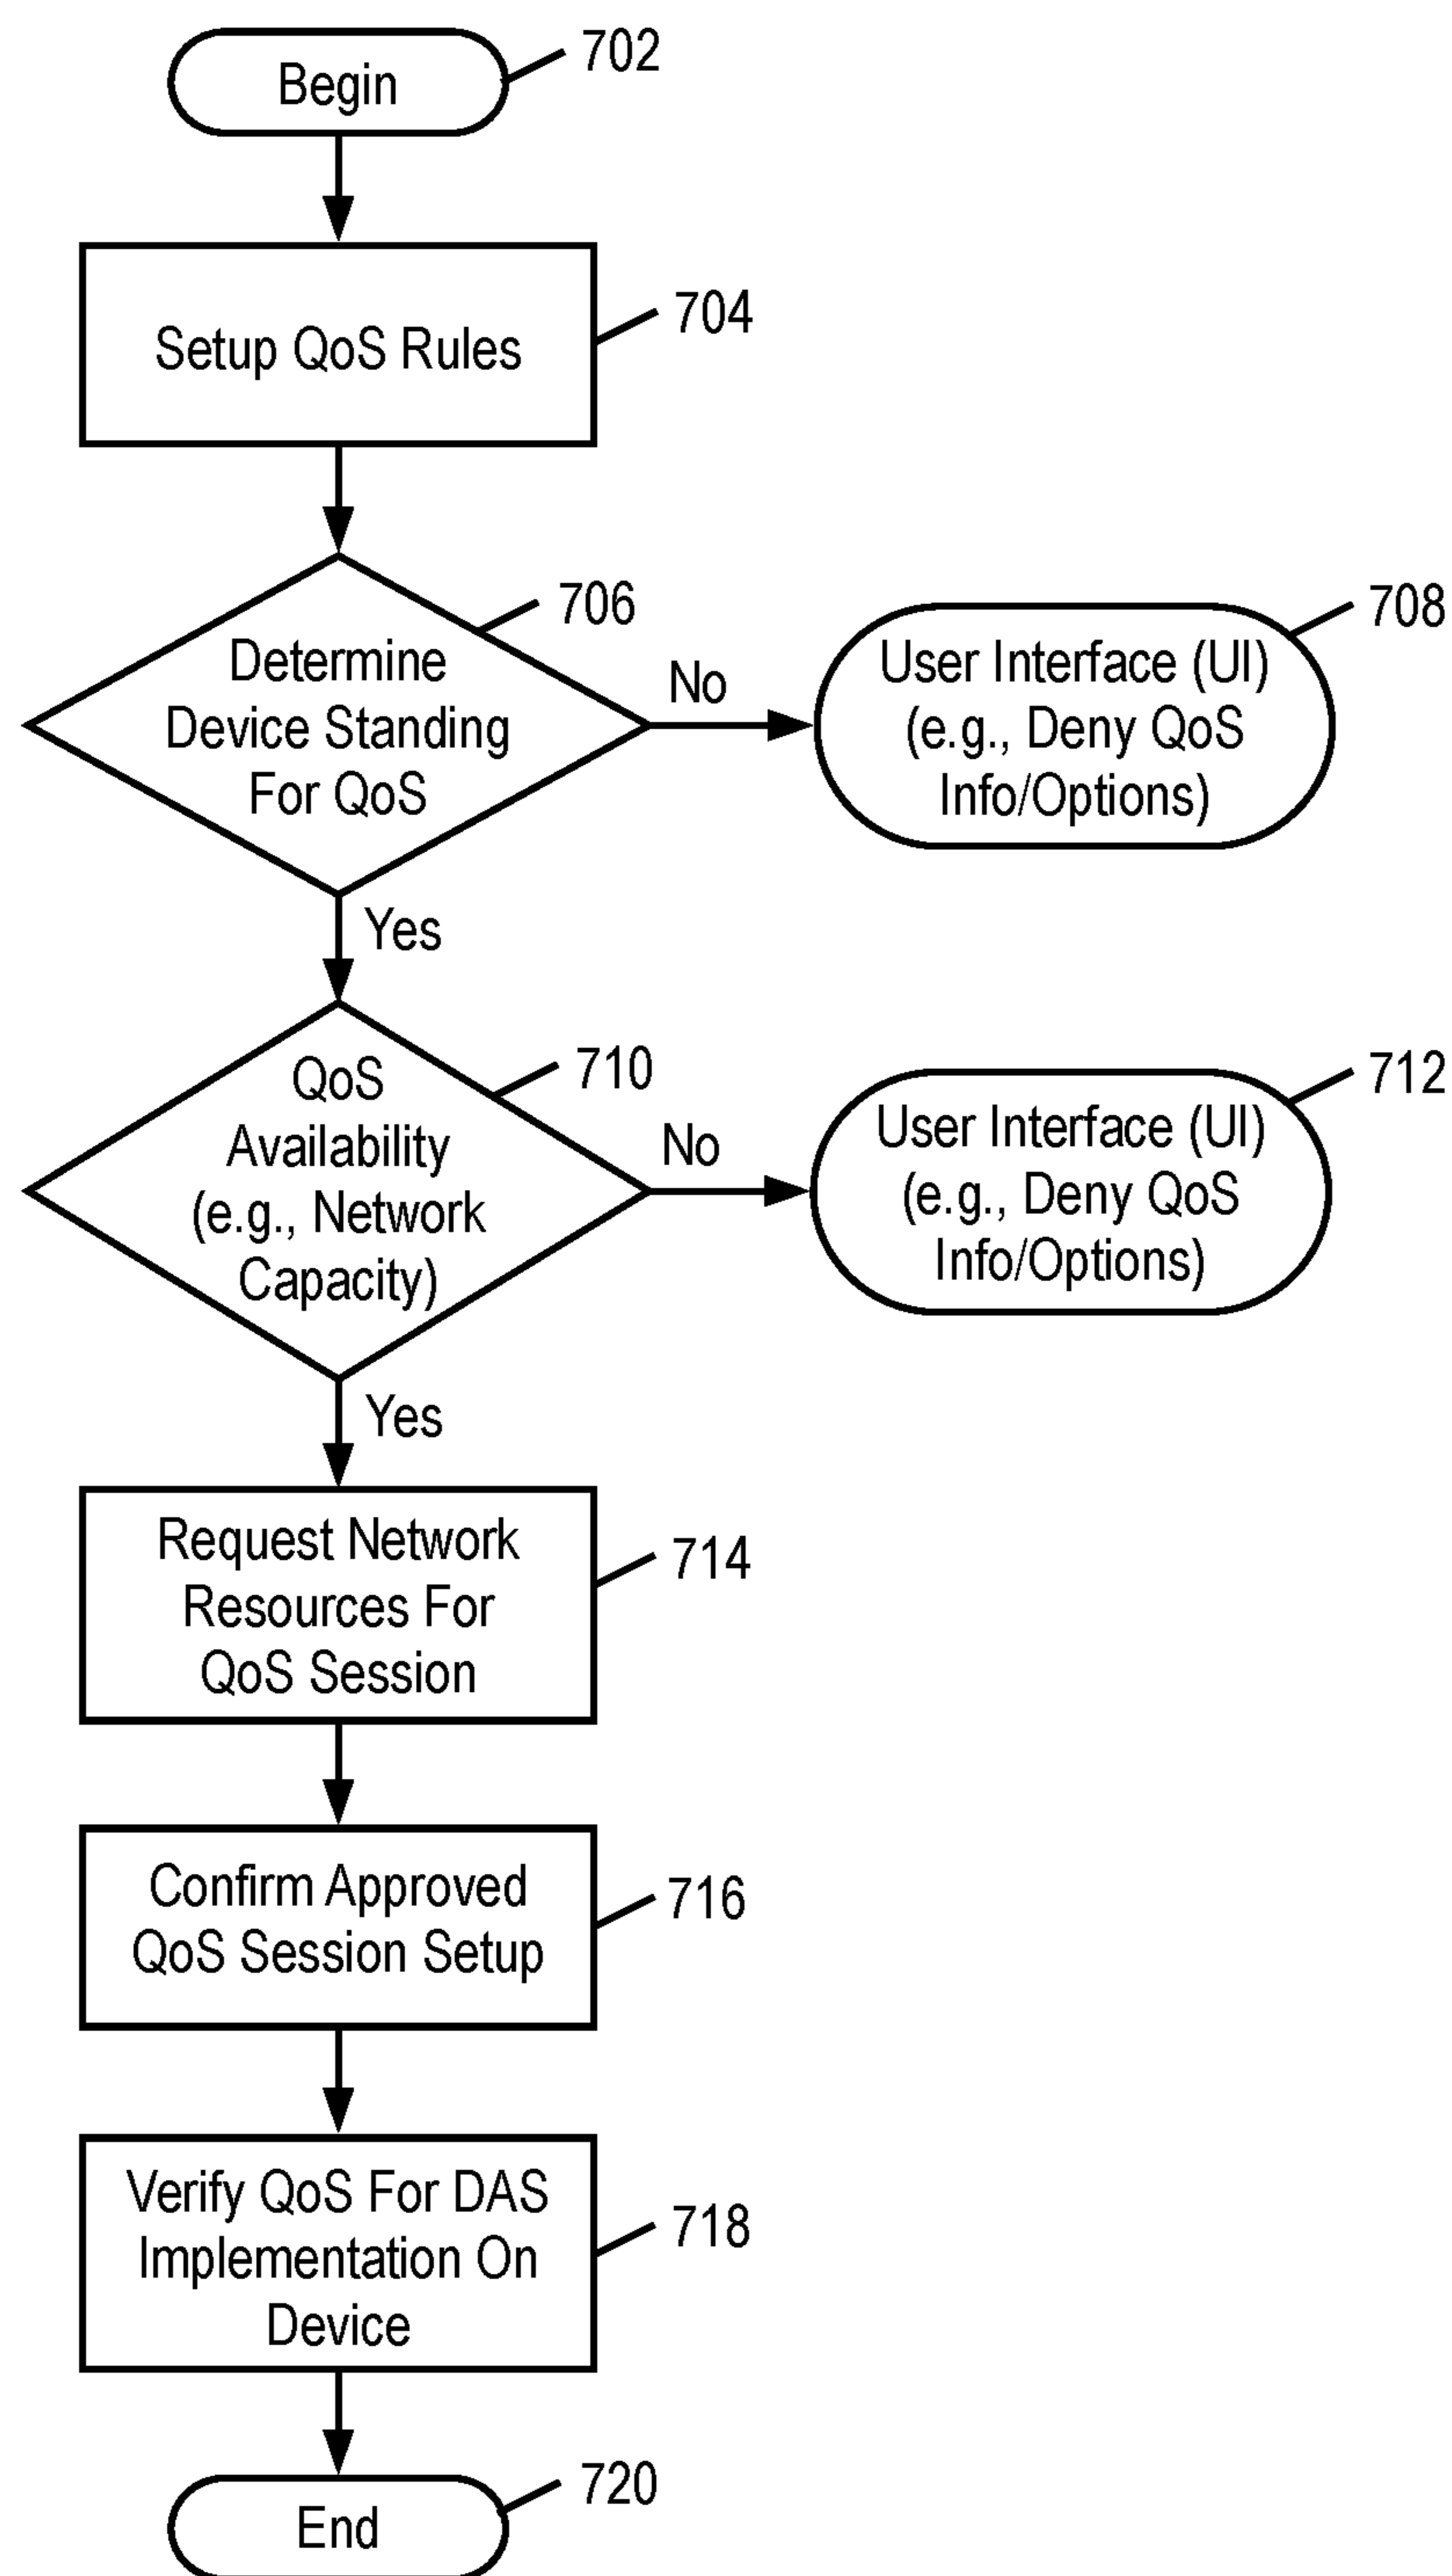 Begin
702
Setup QoS Rules
704
706
Determine
Device Standing
For QoS
No
708
User Interface (UI)
(e.g., Deny QoS
Info/Options)
Yes
710
QoS
Availability
(e.g., Network
Capacity)
No
712
User Interface (UI)
(e.g., Deny QoS
Info/Options)
Yes
Request Network
Resources For
QoS Session
714
Confirm Approved
QoS Session Setup
716
Verify QoS For DAS
Implementation On
Device
718
End
720